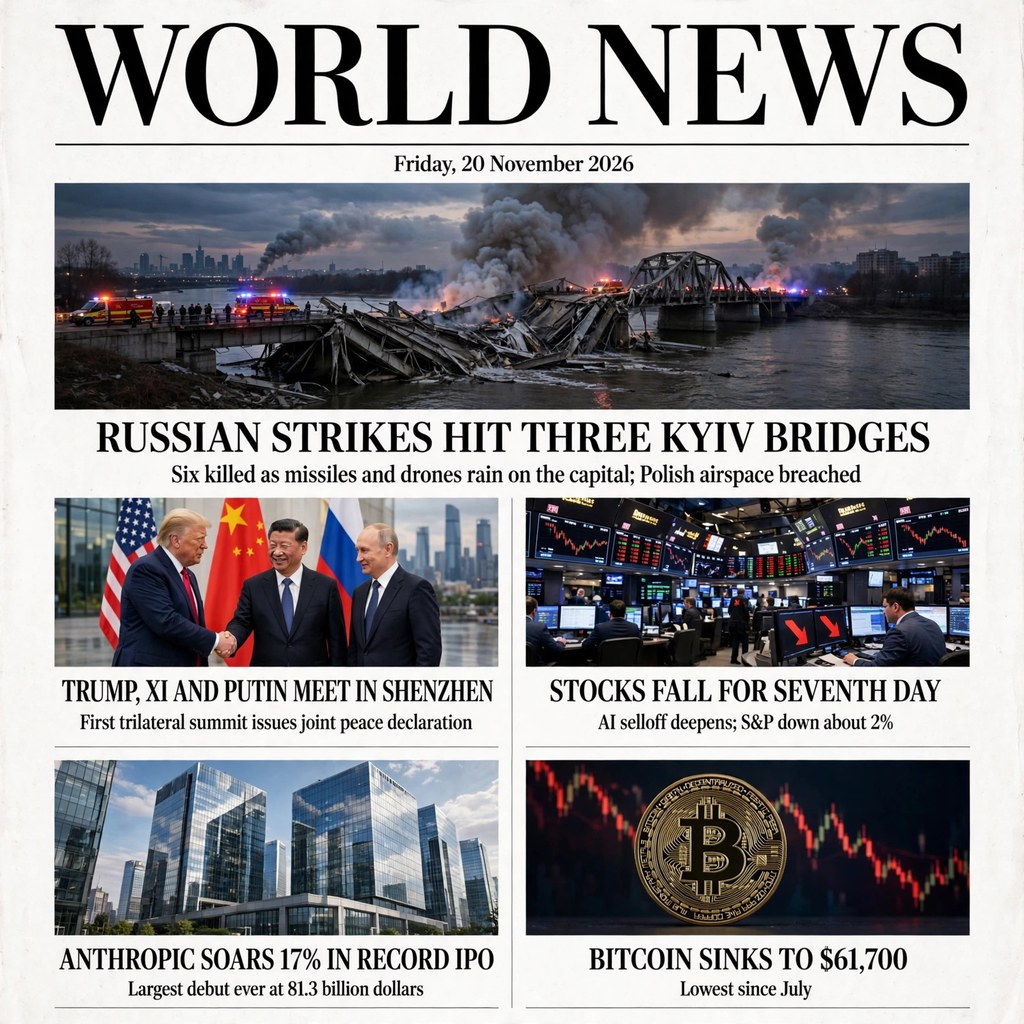 WORLD NEWS
Friday, 20 November 2026
RUSSIAN STRIKES HIT THREE KYIV BRIDGES
Six killed as missiles and drones rain on the capital; Polish airspace breached
TRUMP, XI AND PUTIN MEET IN SHENZHEN
First trilateral summit issues joint peace declaration
STOCKS FALL FOR SEVENTH DAY
AI selloff deepens; S&P down about 2%
ANTHROPIC SOARS 17% IN RECORD IPO
Largest debut ever at 81.3 billion dollars
BITCOIN SINKS TO $61,700
Lowest since July